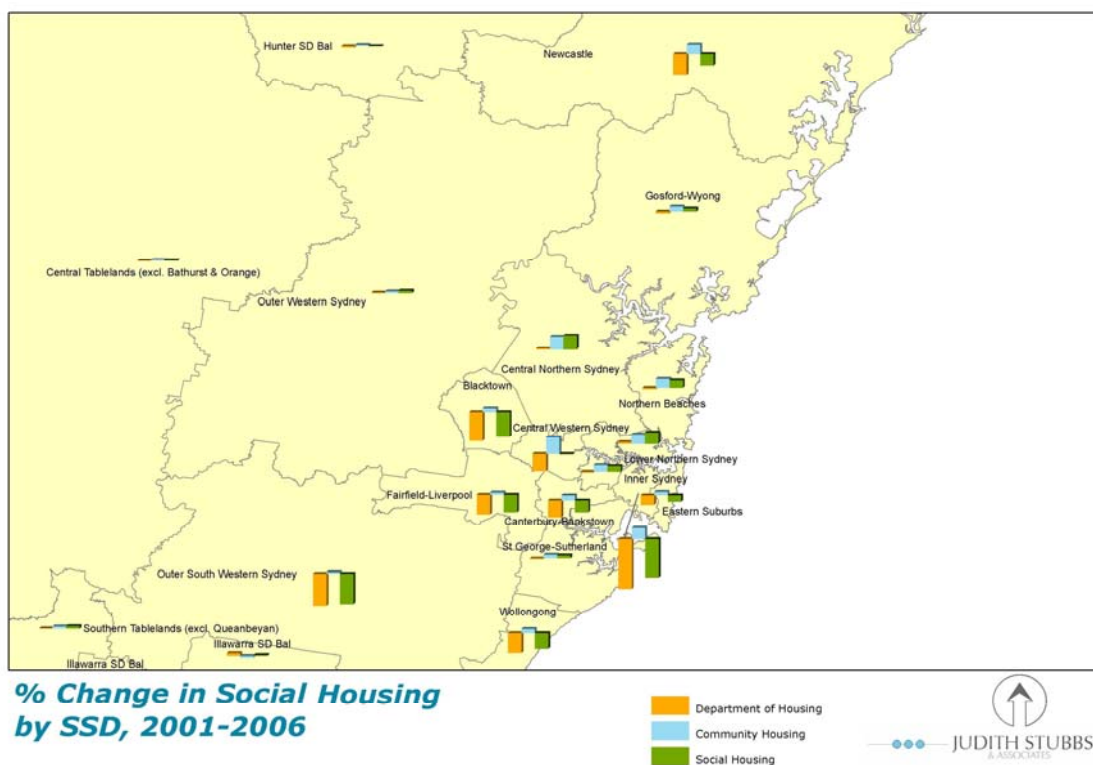 Hunter SD Bal
Newcastle
Gosford-Wyong
Central Tablelands (excl. Bathurst & Orange)
Outer Western Sydney
Central Northern Sydney
Blacktown
Northern Beaches
Central Western Sydney
Lower Northern Sydney
Inner Sydney
Fairfield-Liverpool
Eastern Suburbs
Canterbury-Bankstown
St George-Sutherland
Outer South Western Sydney
Wollongong
Southern Tablelands (excl. Queanbeyan)
Illawarra SD Bal
Illawarra SD Bal
% Change in Social Housing
by SSD, 2001-2006
Department of Housing
Community Housing
Social Housing
JUDITH STUBBS
& ASSOCIATES